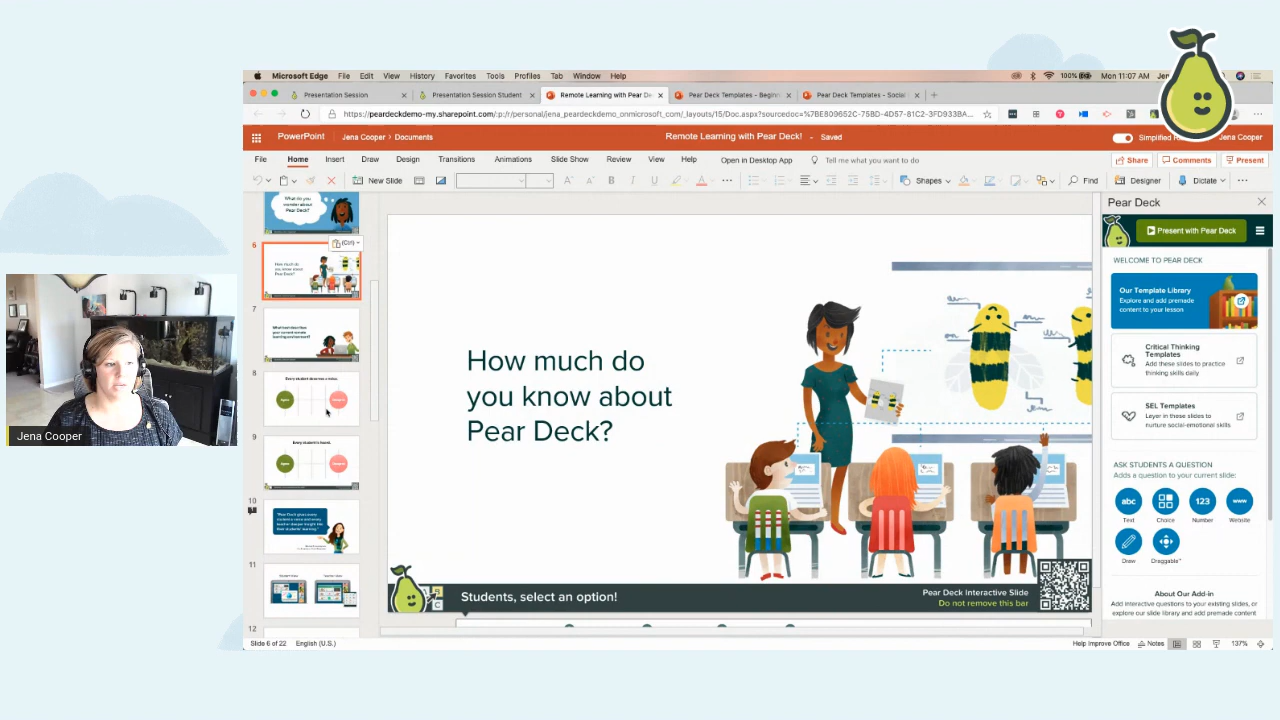 Microsoft Edge File Edit View History Favorites Tools Profiles Tab Window Help
100% Mon 11:07 AM
Presentation Session
Presentation Session Student
Remote Learning with Pear De
Pear Deck Templates - Begin
Pear Deck Templates - Social
https://peardeckdemo-my.sharepoint.com/:p:/r/personal/jena_peardeckdemo_onmicrosoft_com/_layouts/15/Doc.aspx?sourcedoc=%7BE809652C-75BD-4D57-81C2-3FD933BA...
PowerPoint Jena Cooper > Documents
Remote Learning with Pear Deck! - Saved
Simplified
Jena Cooper
File Home Insert Draw Design Transitions Animations Slide Show Review View Help Open in Desktop App Tell me what you want to do
Share Comments Present
New Slide
B I U A
Shapes
Find
Designer
Dictate
What do you
wonder about
Pear Deck?
6
(Ctrl)
How much do
you know about
Pear Deck?
7
What best describes
your current remote
learning environment?
8
Every student deserves a voice.
Agree
9
Every student is heard.
10
11
12
How much do
you know about
Pear Deck?
Students, select an option!
Pear Deck Interactive Slide
Do not remove this bar
Pear Deck
Present with Pear Deck
WELCOME TO PEAR DECK
Our Template Library
Explore and add premade
content to your lesson
Critical Thinking
Templates
Add these slides to practice
thinking skills daily
SEL Templates
Layer in these slides to
nurture social-emotional skills
ASK STUDENTS A QUESTION
Adds a question to your current slide:
abc
123
www
Text Choice Number Website
Draw Draggable™
About Our Add-in
Add interactive questions to your existing slides, or
explore our slide library and add premade content
Slide 6 of 22 English (U.S.)
Help Improve Office Notes 137%
Jena Cooper